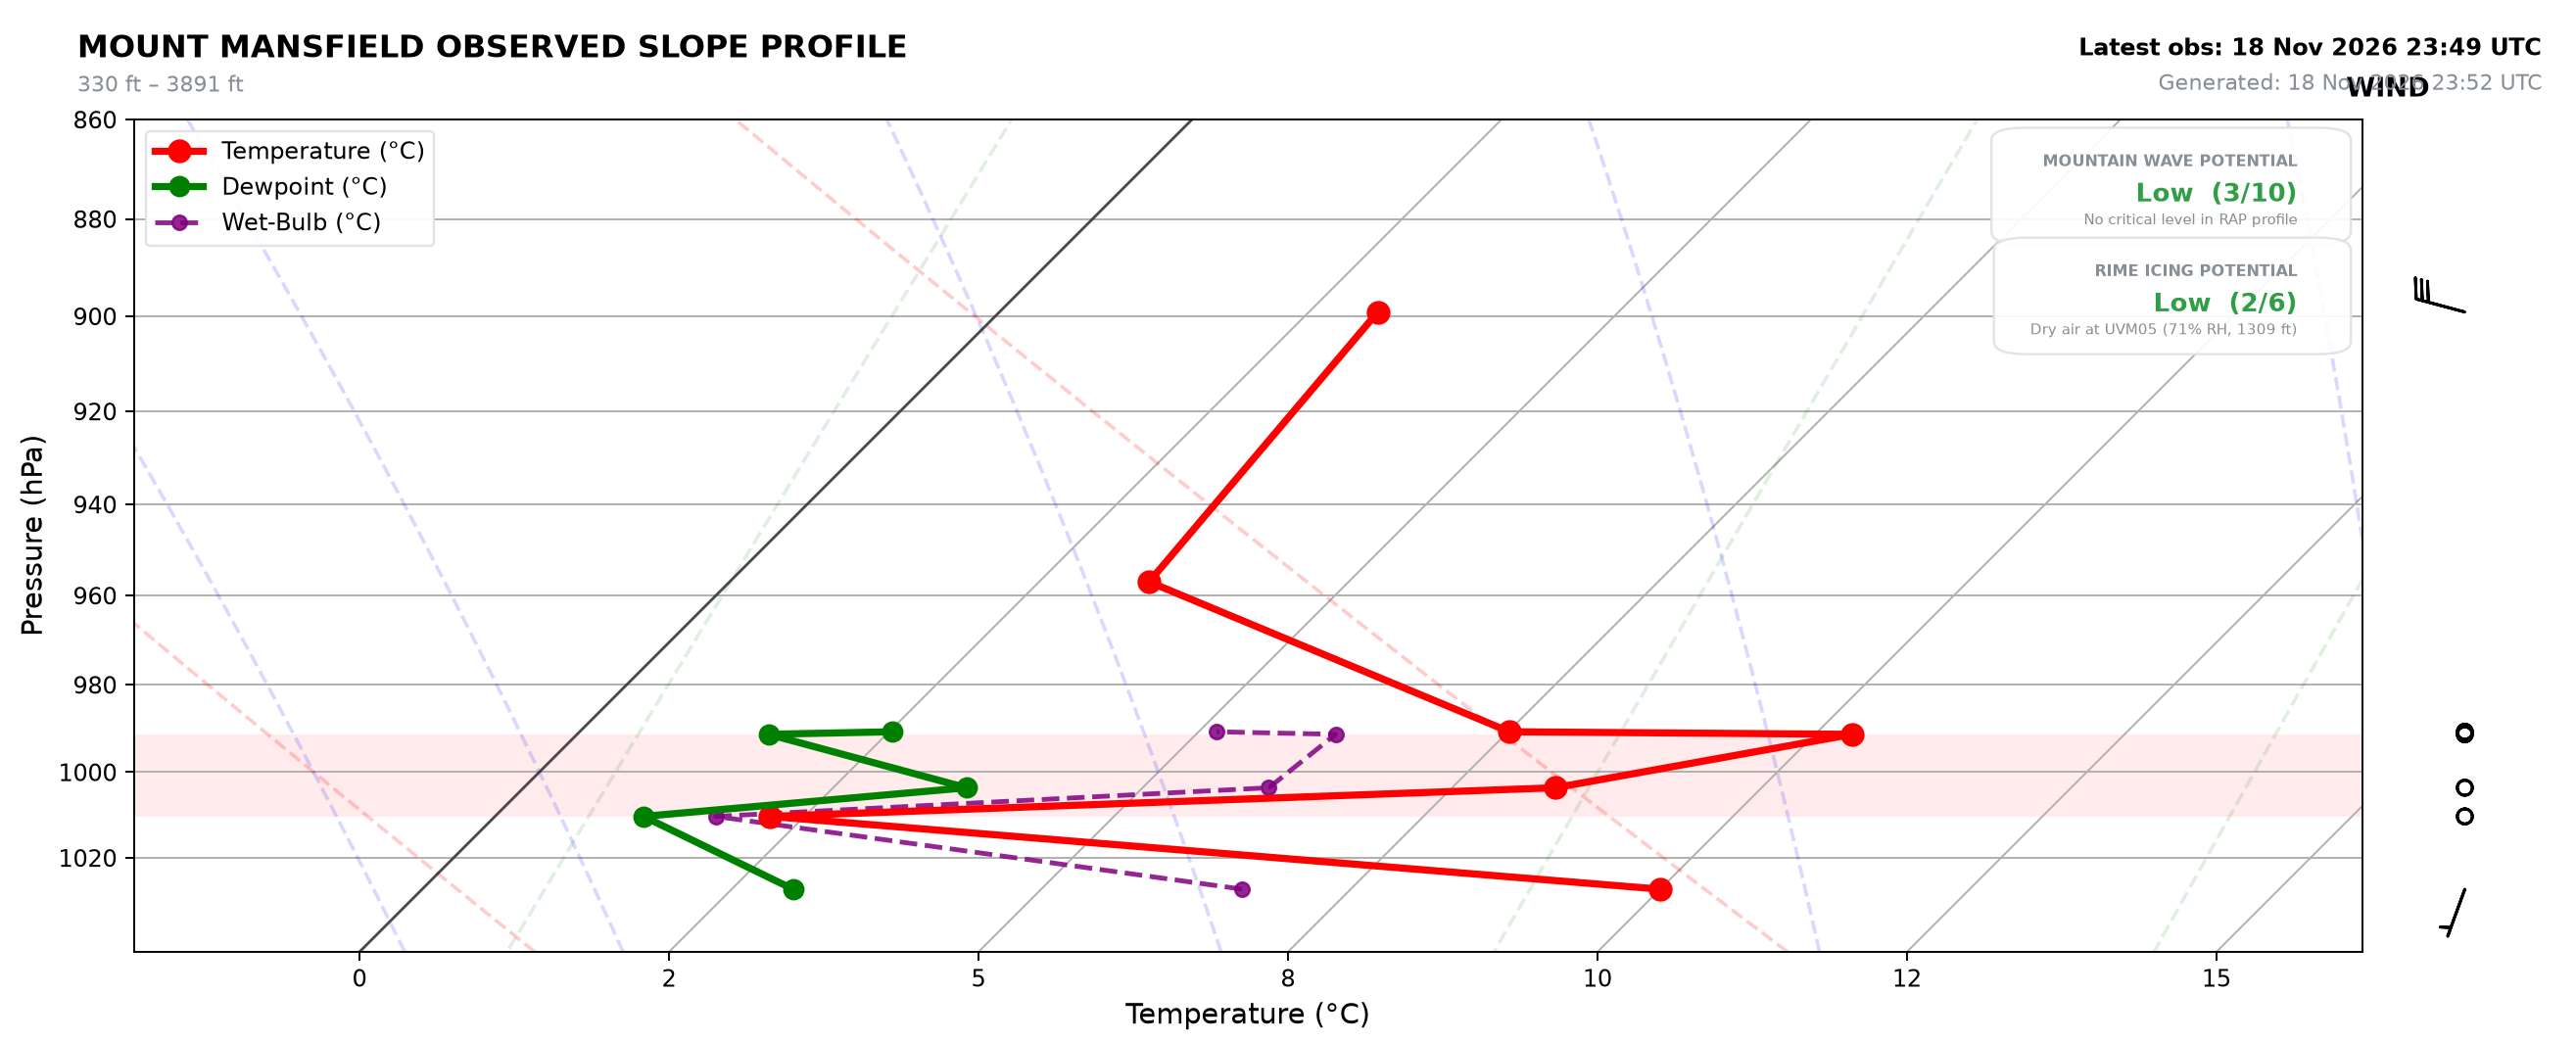 MOUNT MANSFIELD OBSERVED SLOPE PROFILE
Latest obs: 18 Nov 2026 23:49 UTC
330 ft – 3891 ft
Generated: 18 Nov 2026 23:52 UTC
WIND
Temperature (°C)
Dewpoint (°C)
Wet-Bulb (°C)
MOUNTAIN WAVE POTENTIAL
Low (3/10)
No critical level in RAP profile
RIME ICING POTENTIAL
Low (2/6)
Dry air at UVM05 (71% RH, 1309 ft)
Pressure (hPa)
860
880
900
920
940
960
980
1000
1020
0 2 5 8 10 12 15
Temperature (°C)